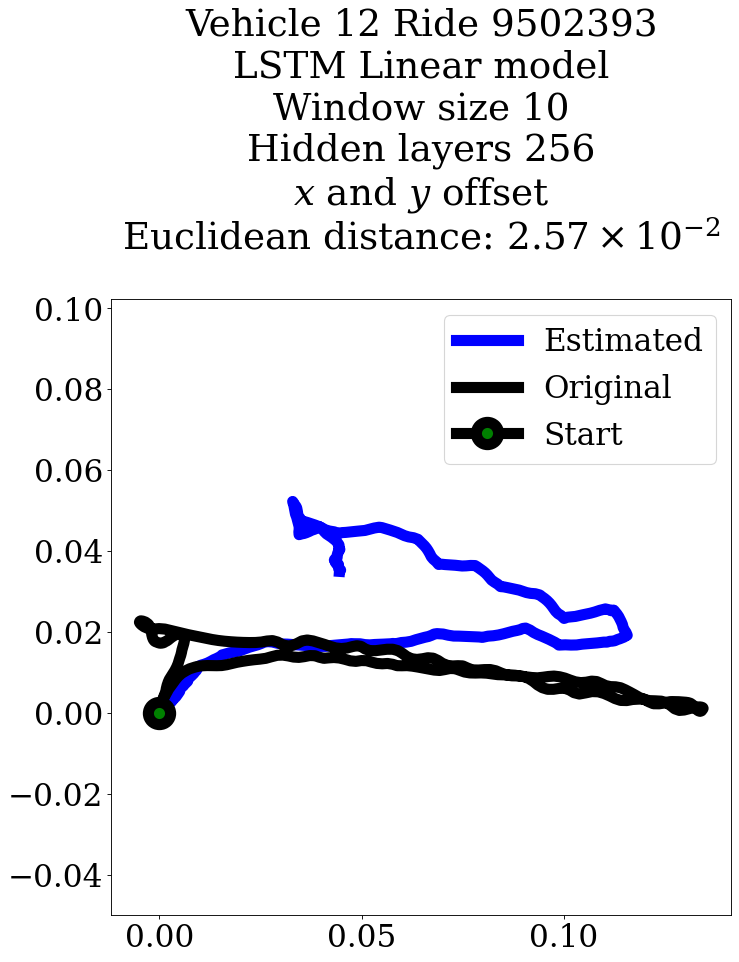 Vehicle 12 Ride 9502393
LSTM Linear model
Window size 10
Hidden layers 256
x and y offset
Euclidean distance: 2.57 × 10⁻²
Estimated
Original
Start
0.10
0.08
0.06
0.04
0.02
0.00
−0.02
−0.04
0.00 0.05 0.10